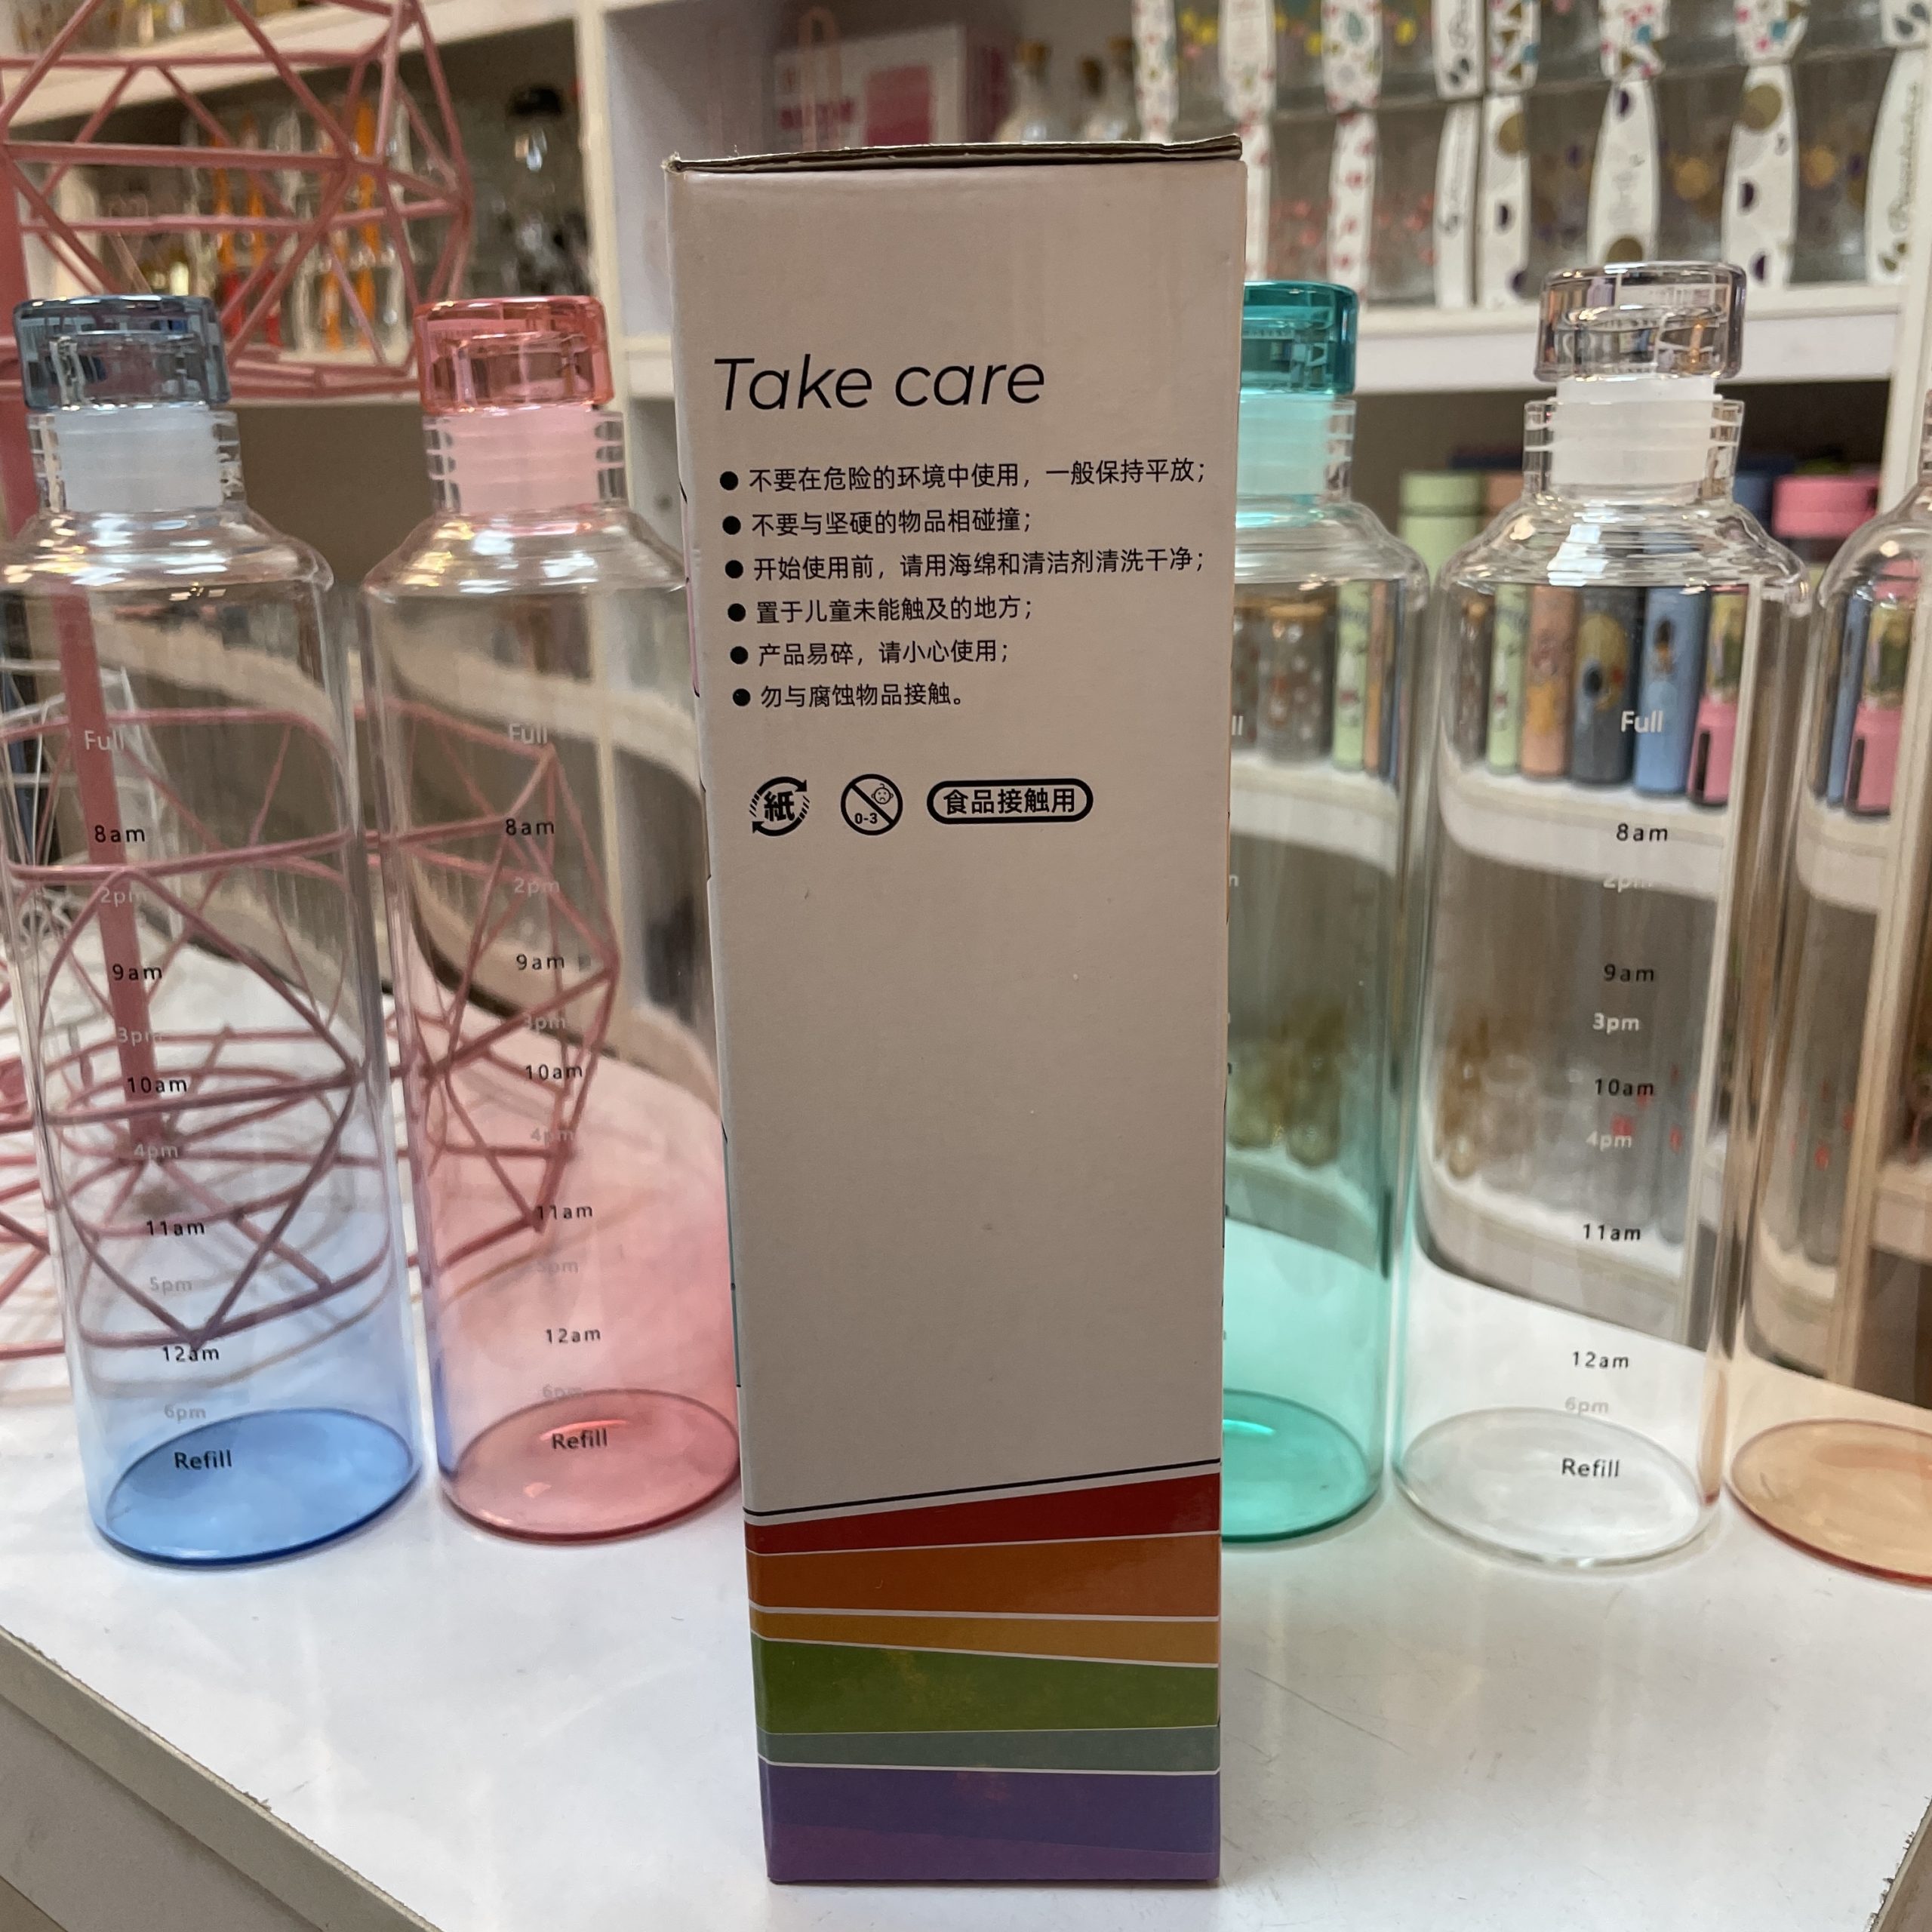 Take care
● 不要在危险的环境中使用，一般保持平放；
● 不要与坚硬的物品相碰撞；
● 开始使用前，请用海绵和清洁剂清洗干净；
● 置于儿童未能触及的地方；
● 产品易碎，请小心使用；
● 勿与腐蚀物品接触。
紙
0-3
食品接触用
Full
8am
2pm
9am
3pm
10am
4pm
11am
5pm
12am
6pm
Refill
Full
8am
2pm
9am
3pm
10am
4pm
11am
5pm
12am
6pm
Refill
Full
8am
2pm
9am
3pm
10am
4pm
11am
12am
6pm
Refill